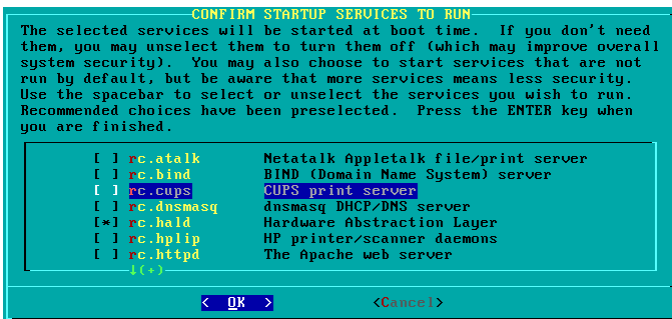 CONFIRM STARTUP SERVICES TO RUN
The selected services will be started at boot time.  If you don't need
them, you may unselect them to turn them off (which may improve overall
system security).  You may also choose to start services that are not
run by default, but be aware that more services means less security.
Use the spacebar to select or unselect the services you wish to run.
Recommended choices have been preselected.  Press the ENTER key when
you are finished.
[ ] rc.atalk      Netatalk Appletalk file/print server
[ ] rc.bind       BIND (Domain Name System) server
[ ] rc.cups       CUPS print server
[ ] rc.dnsmasq    dnsmasq DHCP/DNS server
[*] rc.hald       Hardware Abstraction Layer
[ ] rc.hplip      HP printer/scanner daemons
[ ] rc.httpd      The Apache web server
↓(+)
< OK >            <Cancel>